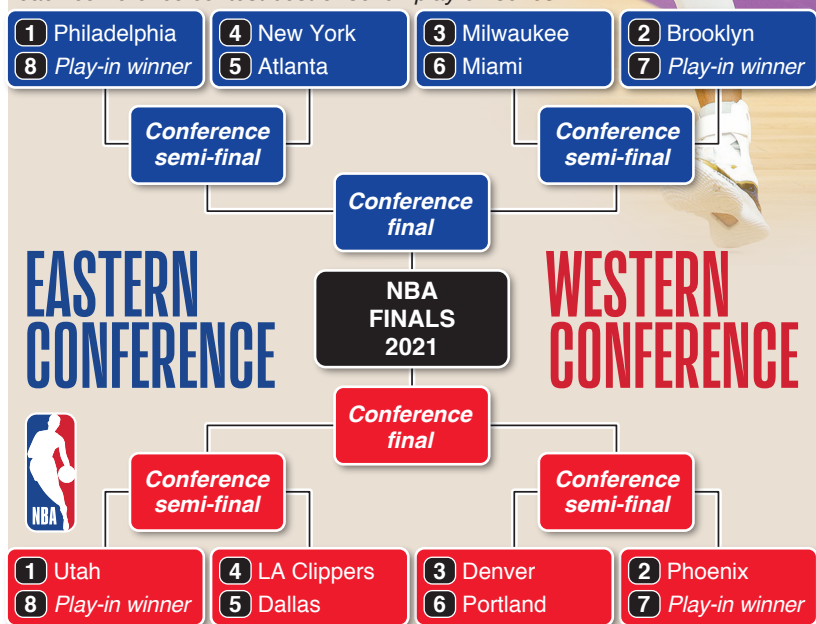 1 Philadelphia
8 Play-in winner
4 New York
5 Atlanta
3 Milwaukee
6 Miami
2 Brooklyn
7 Play-in winner
Conference
semi-final
Conference
semi-final
Conference
final
EASTERN
CONFERENCE
NBA
FINALS
2021
WESTERN
CONFERENCE
Conference
final
NBA
Conference
semi-final
Conference
semi-final
1 Utah
8 Play-in winner
4 LA Clippers
5 Dallas
3 Denver
6 Portland
2 Phoenix
7 Play-in winner